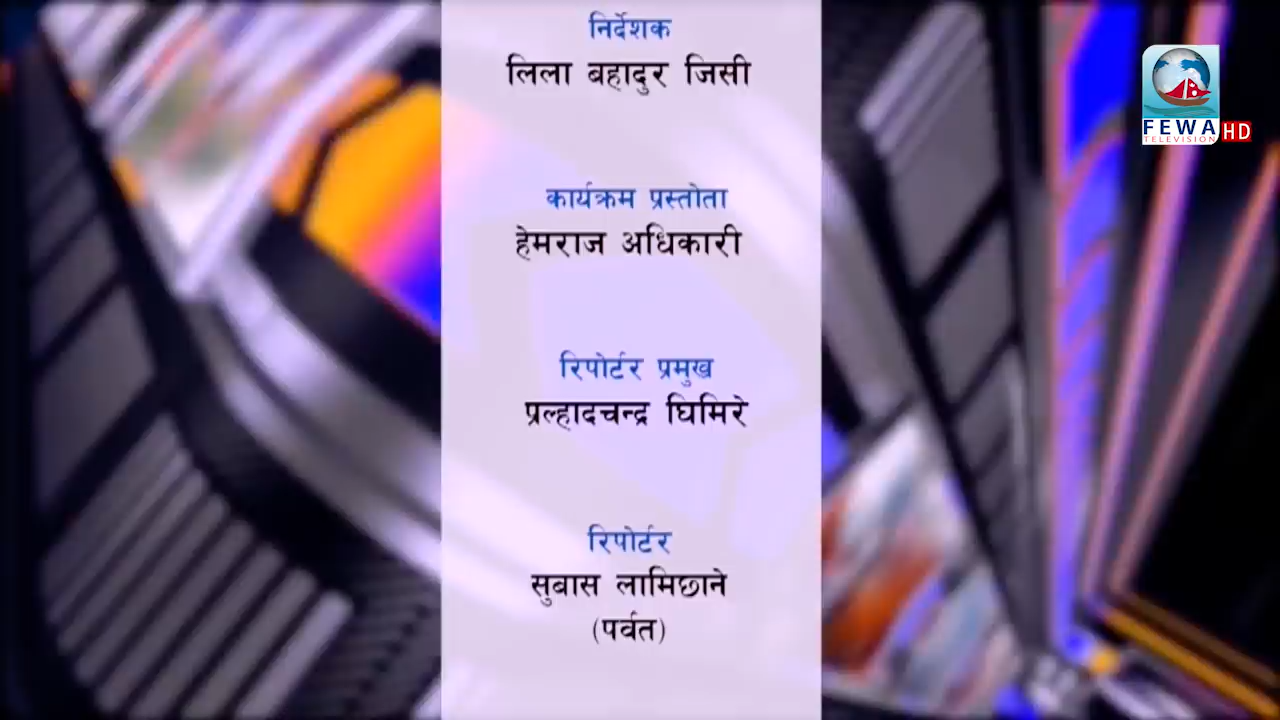 निर्देशक
लिला बहादुर जिसी
FEWA HD
TELEVISION
कार्यक्रम प्रस्तोता
हेमराज अधिकारी
रिपोर्टर प्रमुख
प्रल्हादचन्द्र घिमिरे
रिपोर्टर
सुबास लामिछाने
(पर्वत)